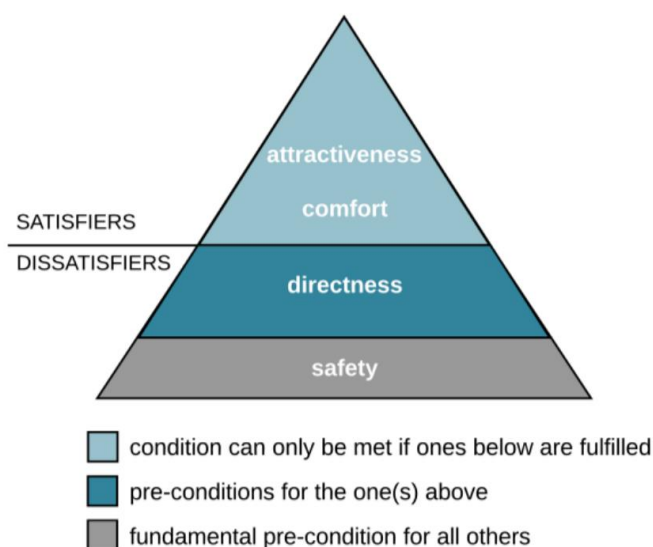 attractiveness
comfort
SATISFIERS
DISSATISFIERS
directness
safety
condition can only be met if ones below are fulfilled
pre-conditions for the one(s) above
fundamental pre-condition for all others